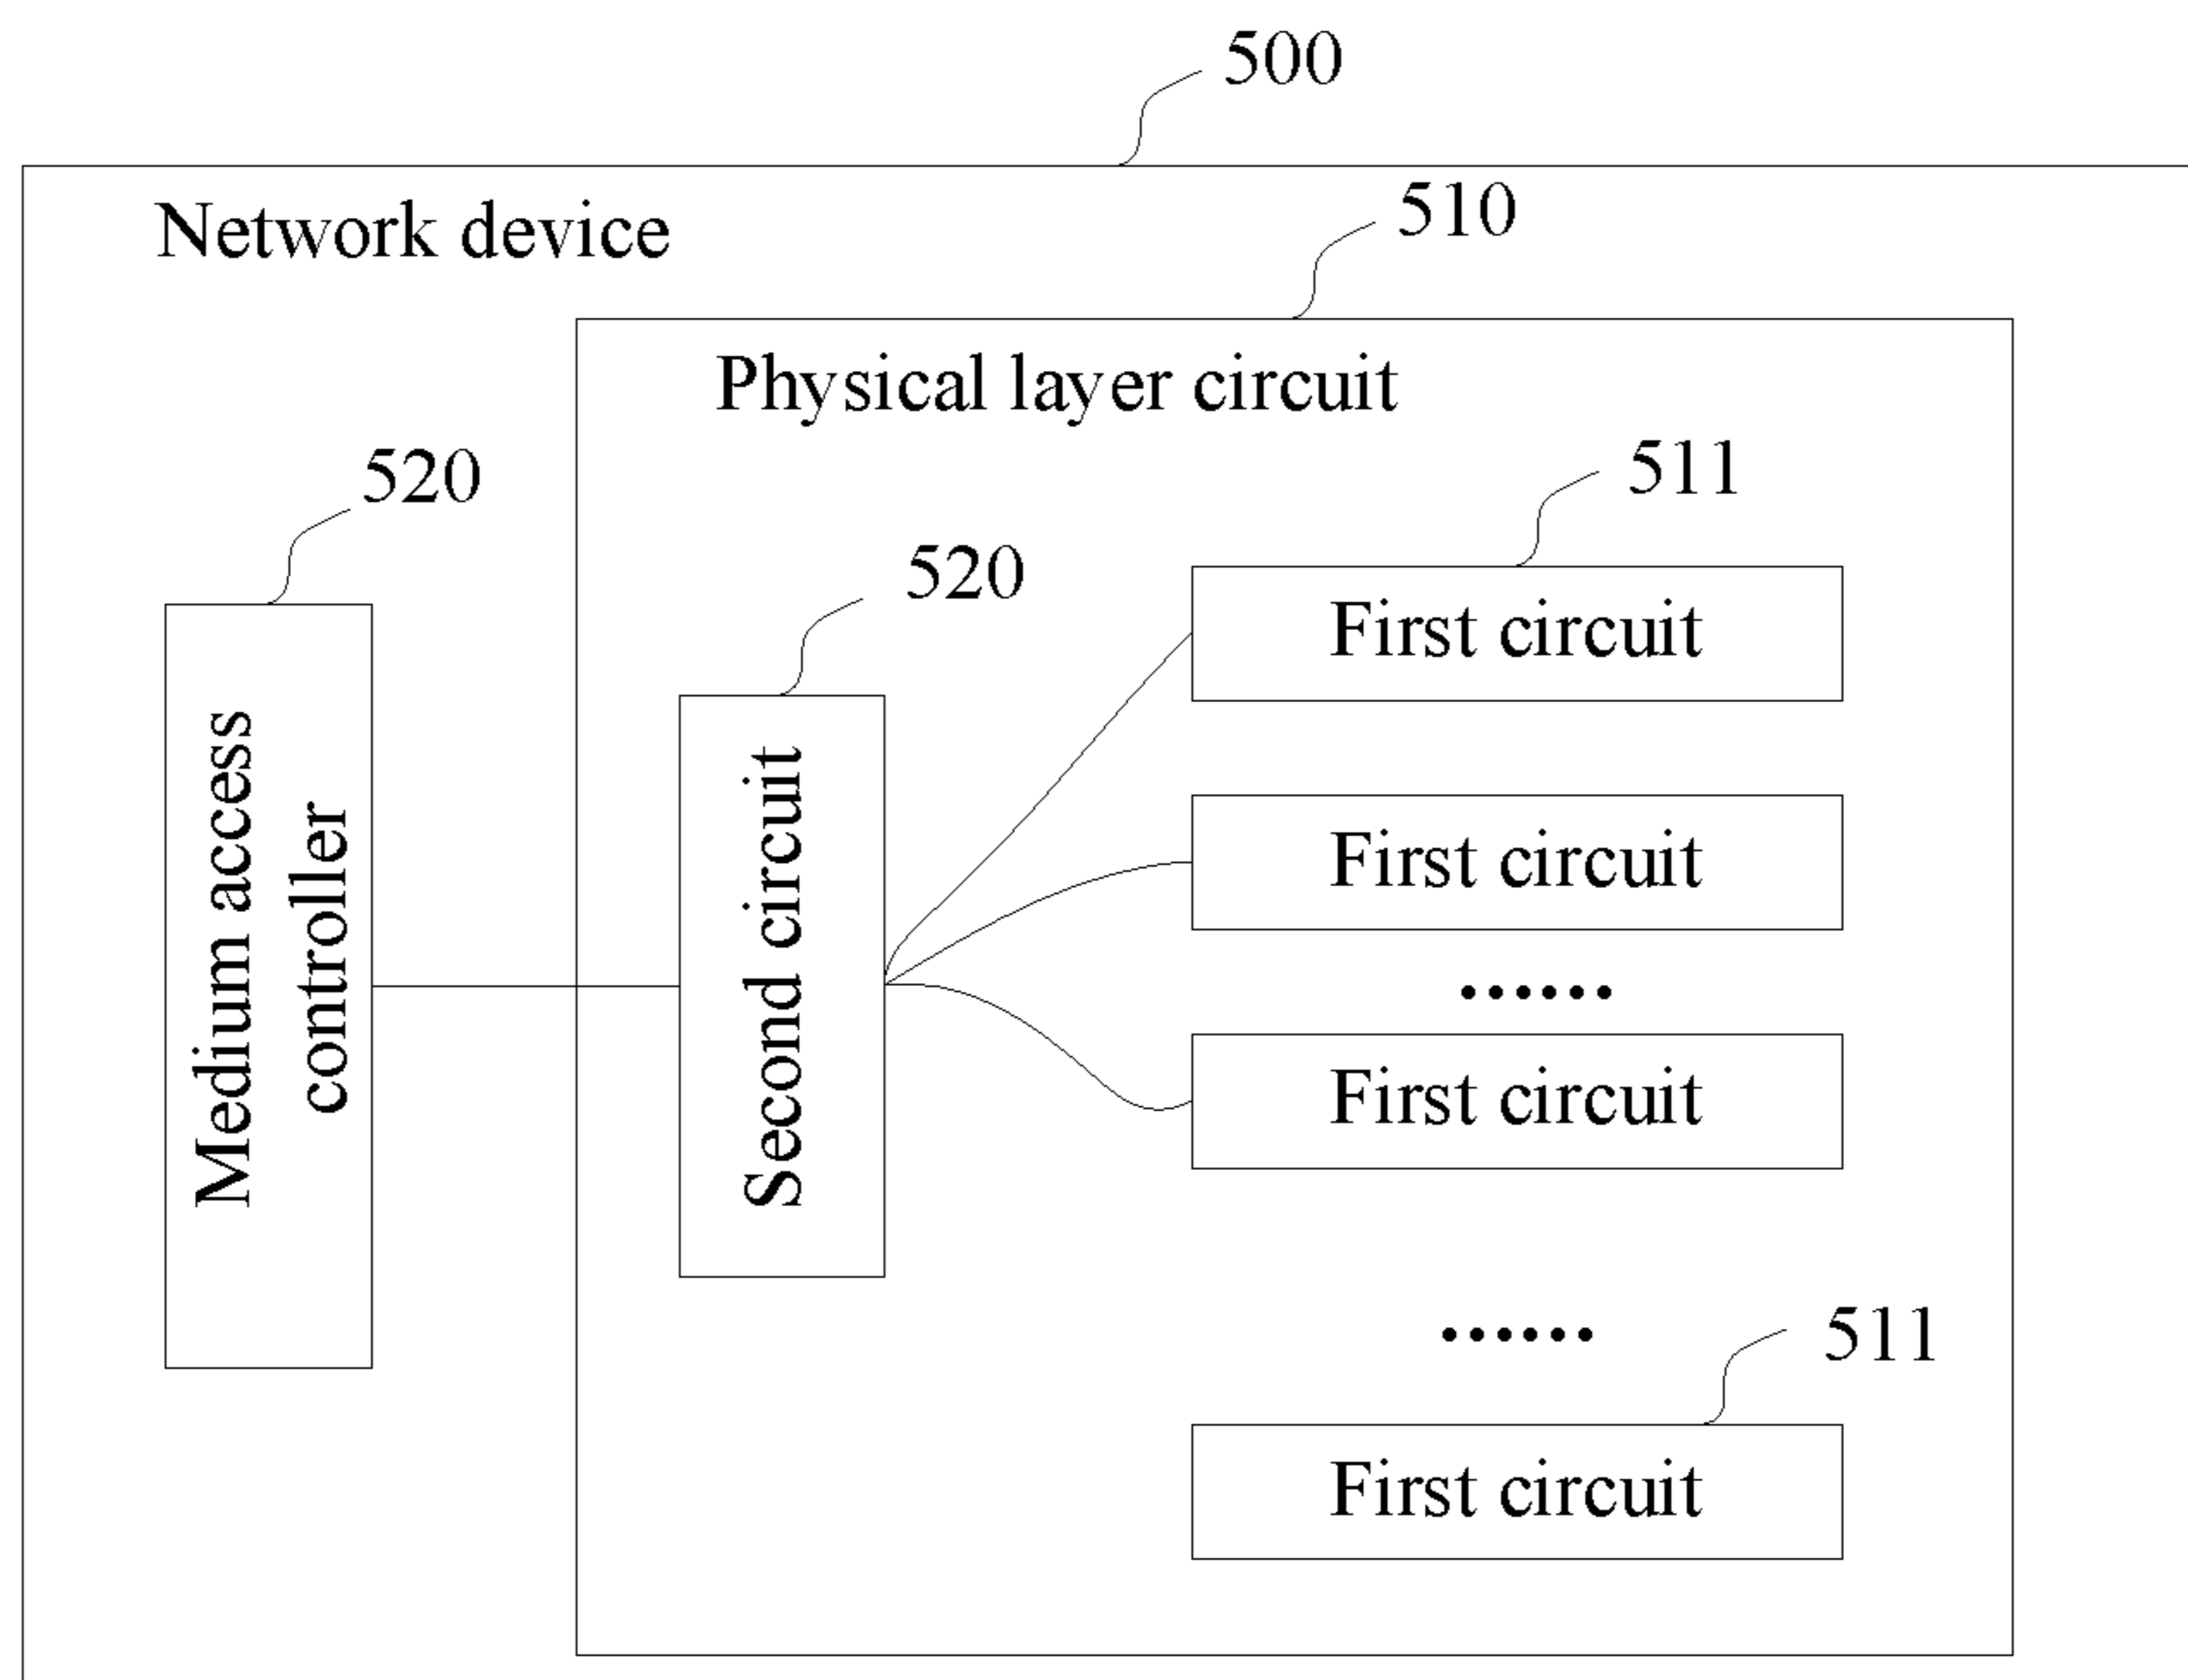 500
Network device
510
Physical layer circuit
520
511
520
First circuit
Medium access
controller
Second circuit
First circuit
......
First circuit
......
511
First circuit